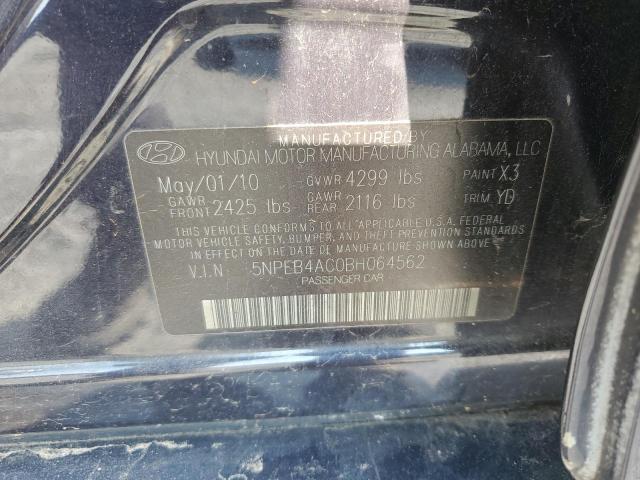 MANUFACTURED BY
HYUNDAI MOTOR MANUFACTURING ALABAMA, LLC
May/01/10 GVWR 4299 lbs PAINT X3
GAWR FRONT 2425 lbs GAWR REAR 2116 lbs TRIM YD
THIS VEHICLE CONFORMS TO ALL APPLICABLE U.S.A. FEDERAL
MOTOR VEHICLE SAFETY, BUMPER, AND THEFT PREVENTION
STANDARDS IN EFFECT ON THE DATE OF MANUFACTURE SHOWN ABOVE.
V.I.N 5NPEB4AC0BH064562
PASSENGER CAR